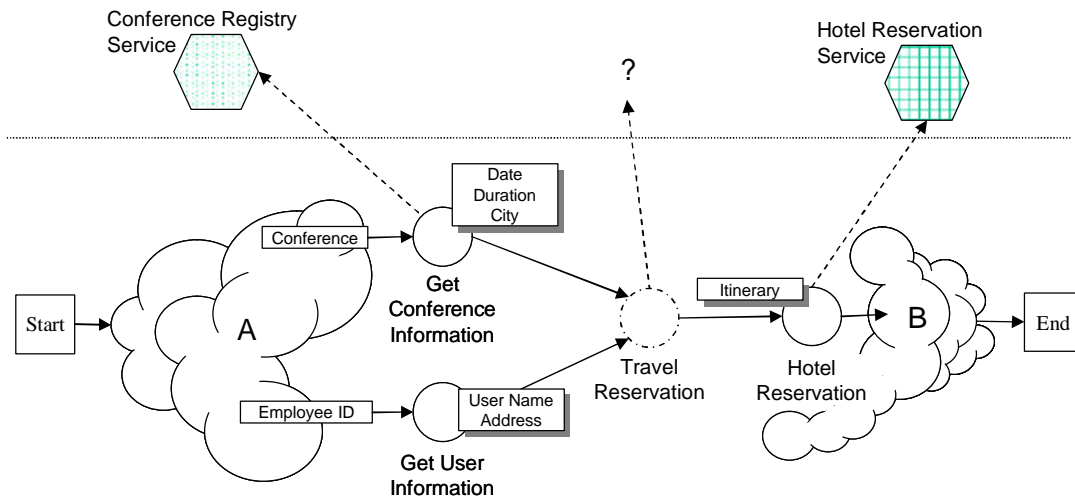 Conference Registry
Service
Hotel Reservation
Service
?
Date
Duration
City
Conference
Get
Conference
Information
Itinerary
Start
A
B
End
Travel
Reservation
Hotel
Reservation
Employee ID
User Name
Address
Get User
Information